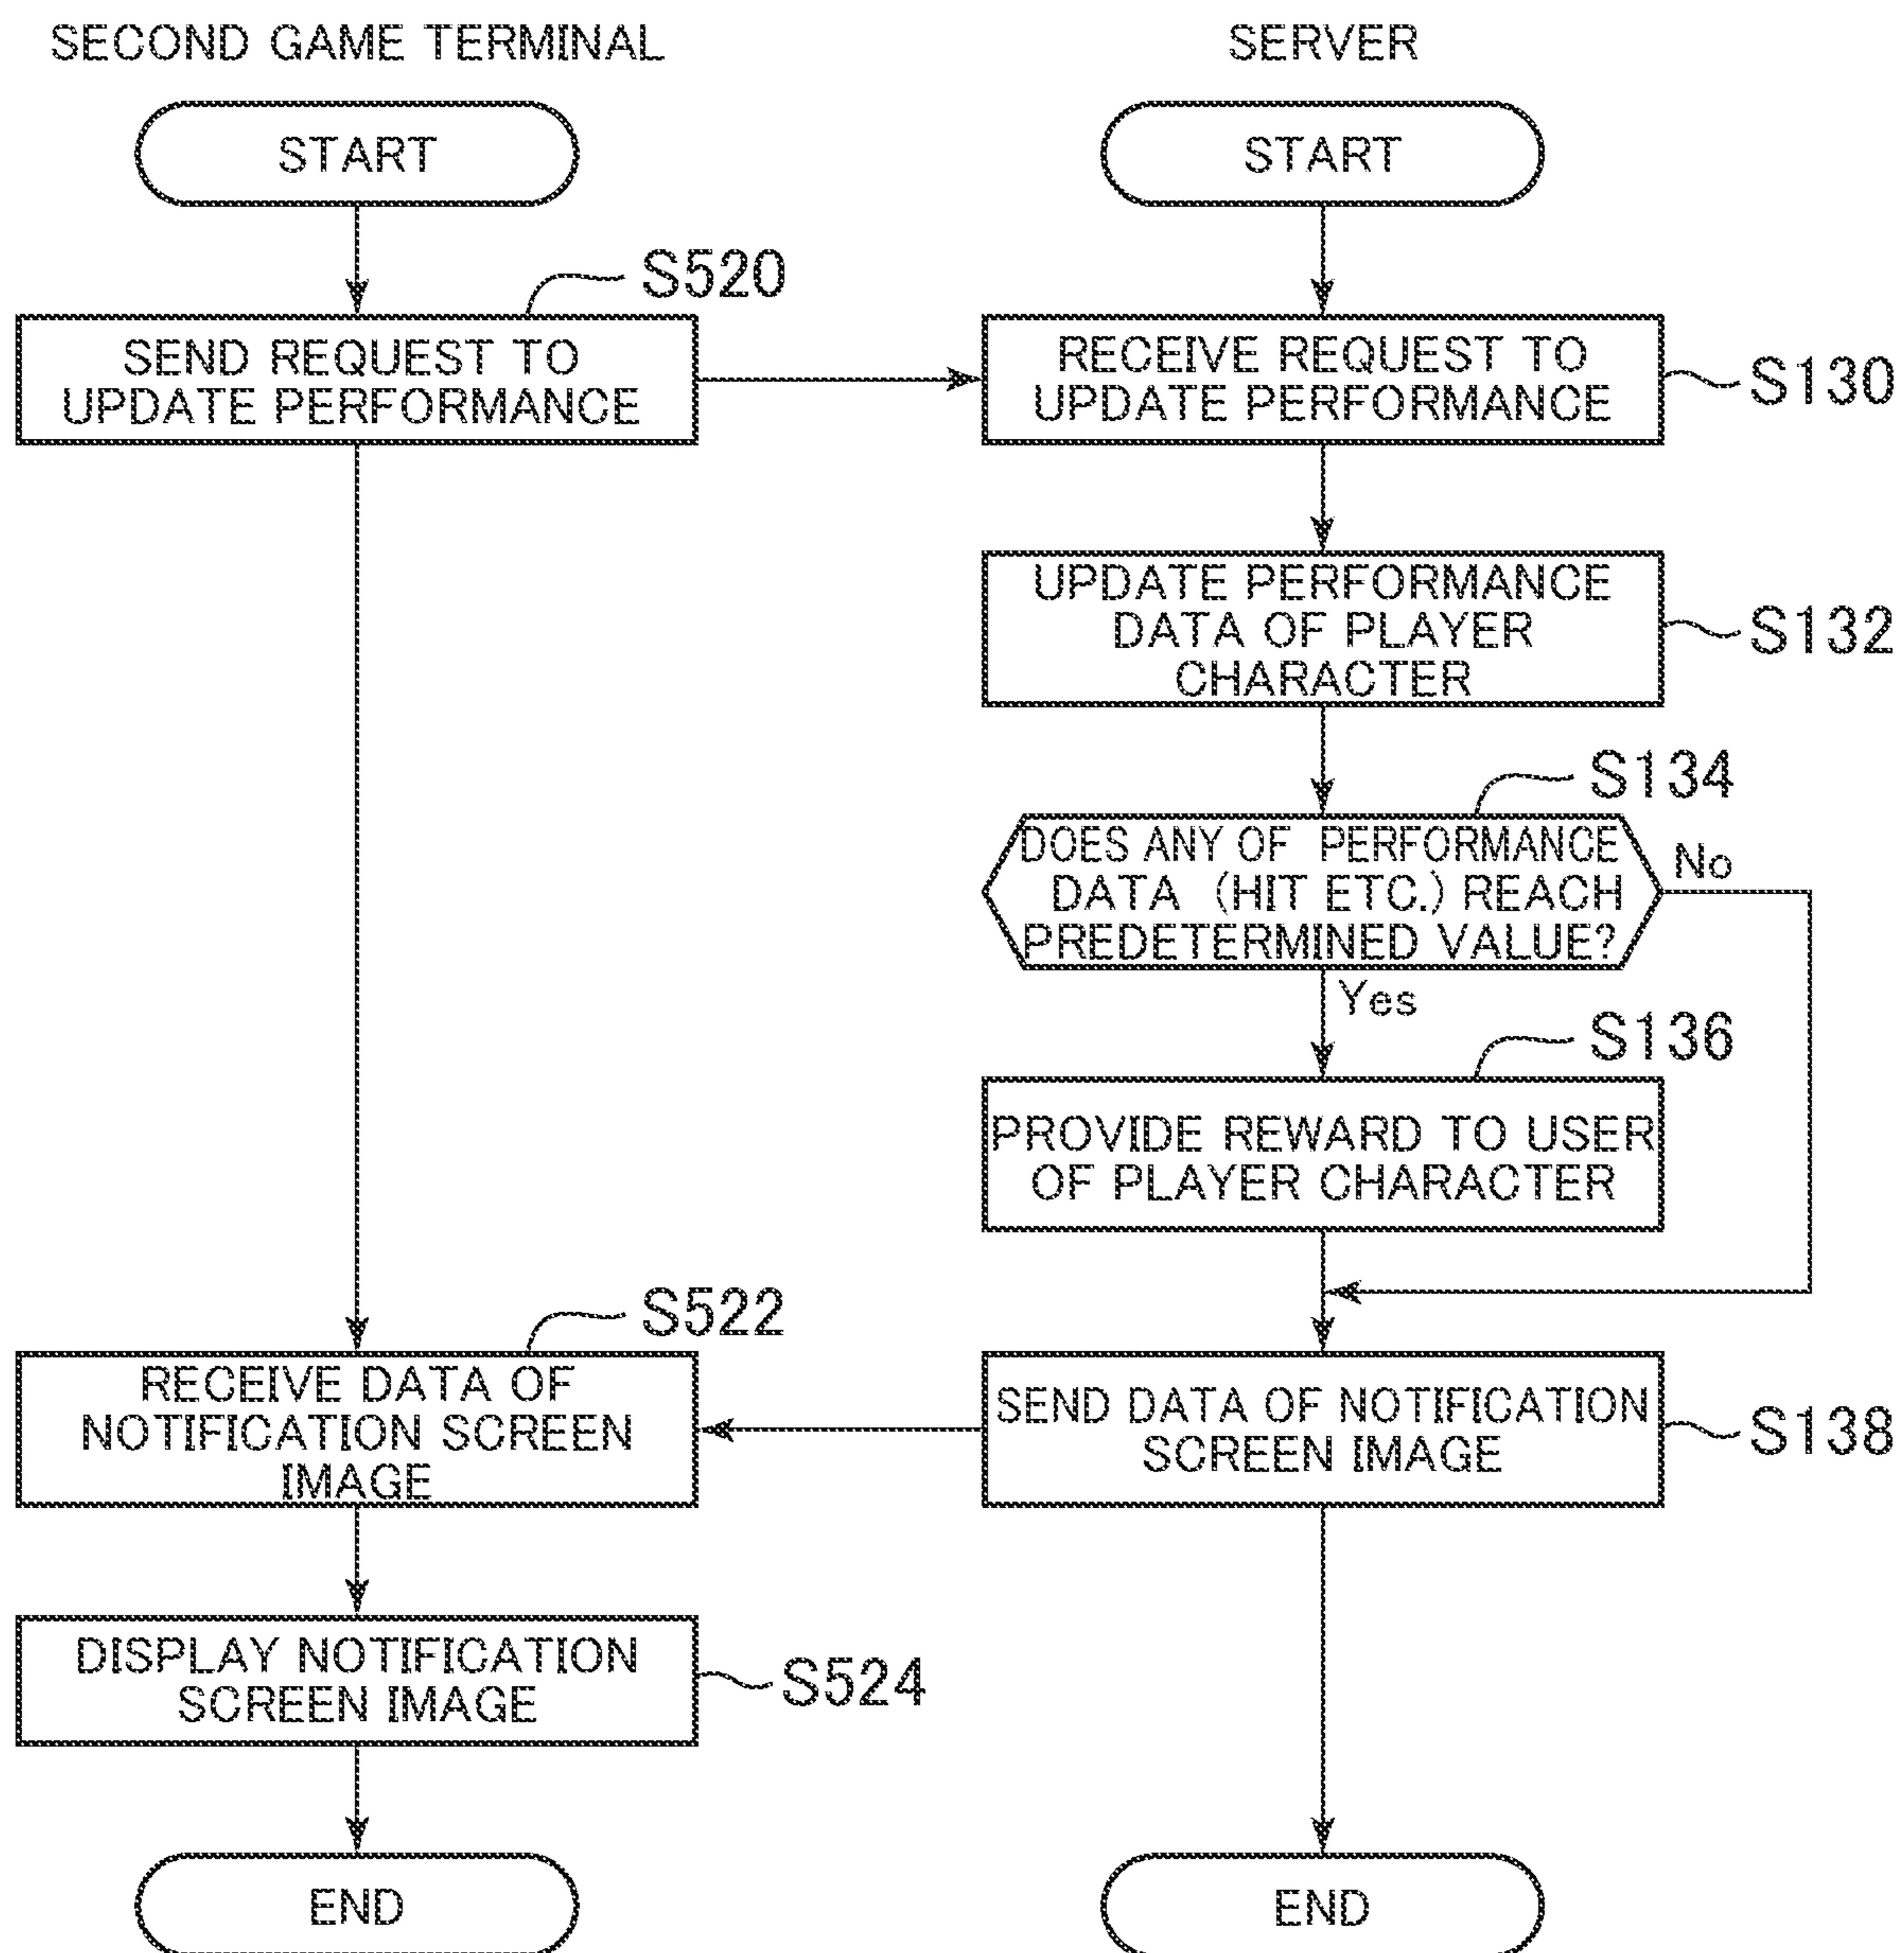 SECOND GAME TERMINAL
SERVER
START
START
S520
SEND REQUEST TO
UPDATE PERFORMANCE
RECEIVE REQUEST TO
UPDATE PERFORMANCE
S130
UPDATE PERFORMANCE
DATA OF PLAYER
CHARACTER
S132
S134
DOES ANY OF PERFORMANCE
DATA (HIT ETC.) REACH
PREDETERMINED VALUE?
No
Yes
S136
PROVIDE REWARD TO USER
OF PLAYER CHARACTER
S522
RECEIVE DATA OF
NOTIFICATION SCREEN
IMAGE
SEND DATA OF NOTIFICATION
SCREEN IMAGE
S138
DISPLAY NOTIFICATION
SCREEN IMAGE
S524
END
END